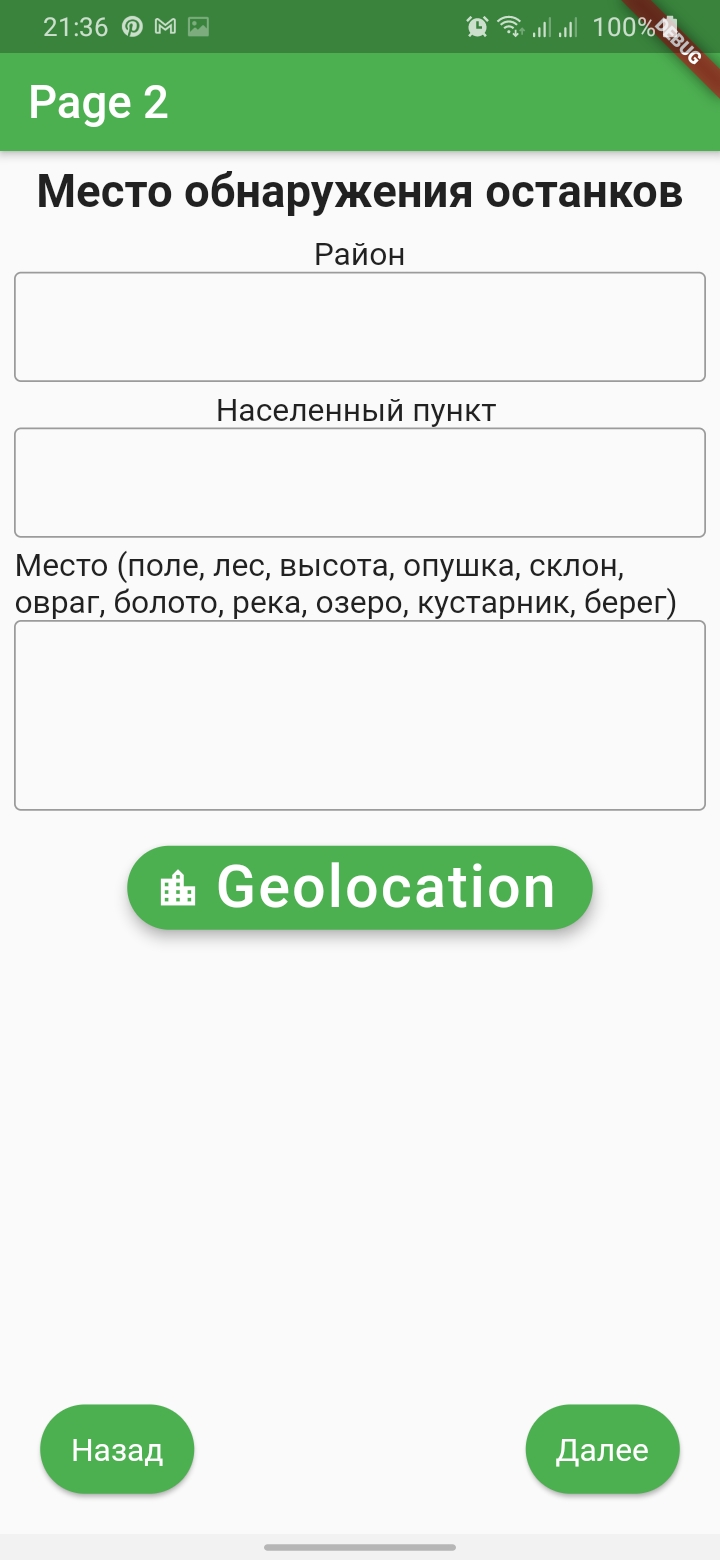 21:36
100%
DEBUG
Page 2
Место обнаружения останков
Район
Населенный пункт
Место (поле, лес, высота, опушка, склон,
овраг, болото, река, озеро, кустарник, берег)
Geolocation
Назад
Далее